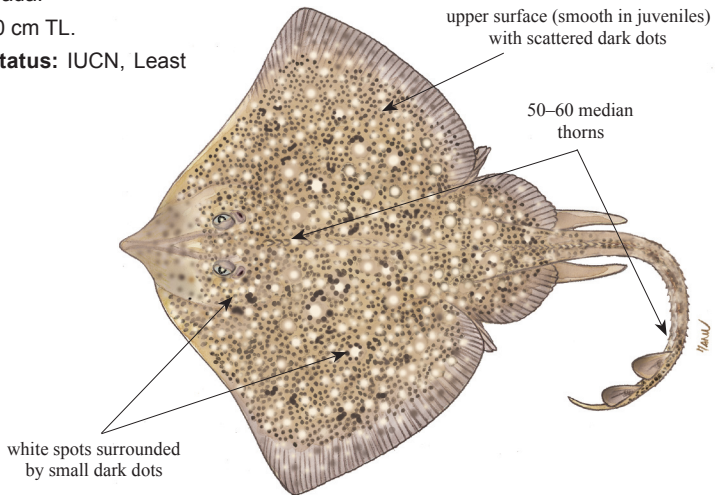 0 cm TL.
tatus: IUCN, Least
upper surface (smooth in juveniles)
with scattered dark dots
50–60 median
thorns
white spots surrounded
by small dark dots